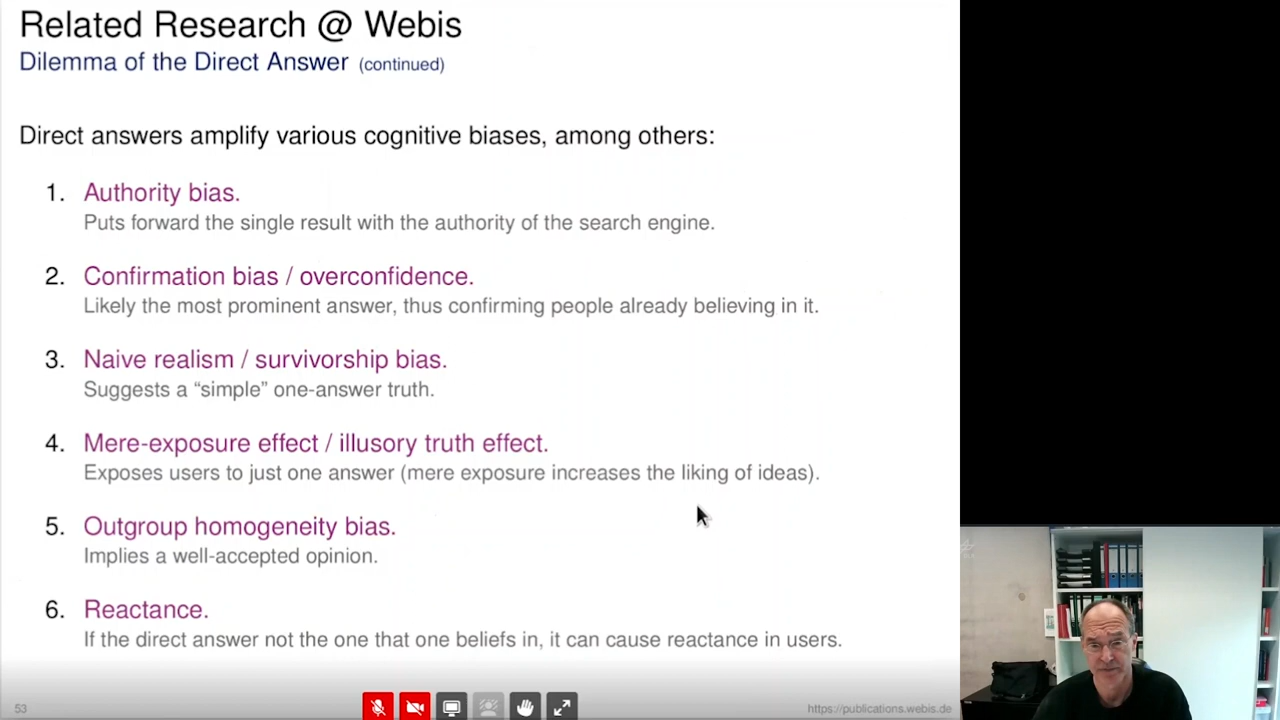 Related Research @ Webis
Dilemma of the Direct Answer (continued)
Direct answers amplify various cognitive biases, among others:
1. Authority bias.
Puts forward the single result with the authority of the search engine.
2. Confirmation bias / overconfidence.
Likely the most prominent answer, thus confirming people already believing in it.
3. Naive realism / survivorship bias.
Suggests a “simple” one-answer truth.
4. Mere-exposure effect / illusory truth effect.
Exposes users to just one answer (mere exposure increases the liking of ideas).
5. Outgroup homogeneity bias.
Implies a well-accepted opinion.
6. Reactance.
If the direct answer not the one that one beliefs in, it can cause reactance in users.
53
https://publications.webis.de